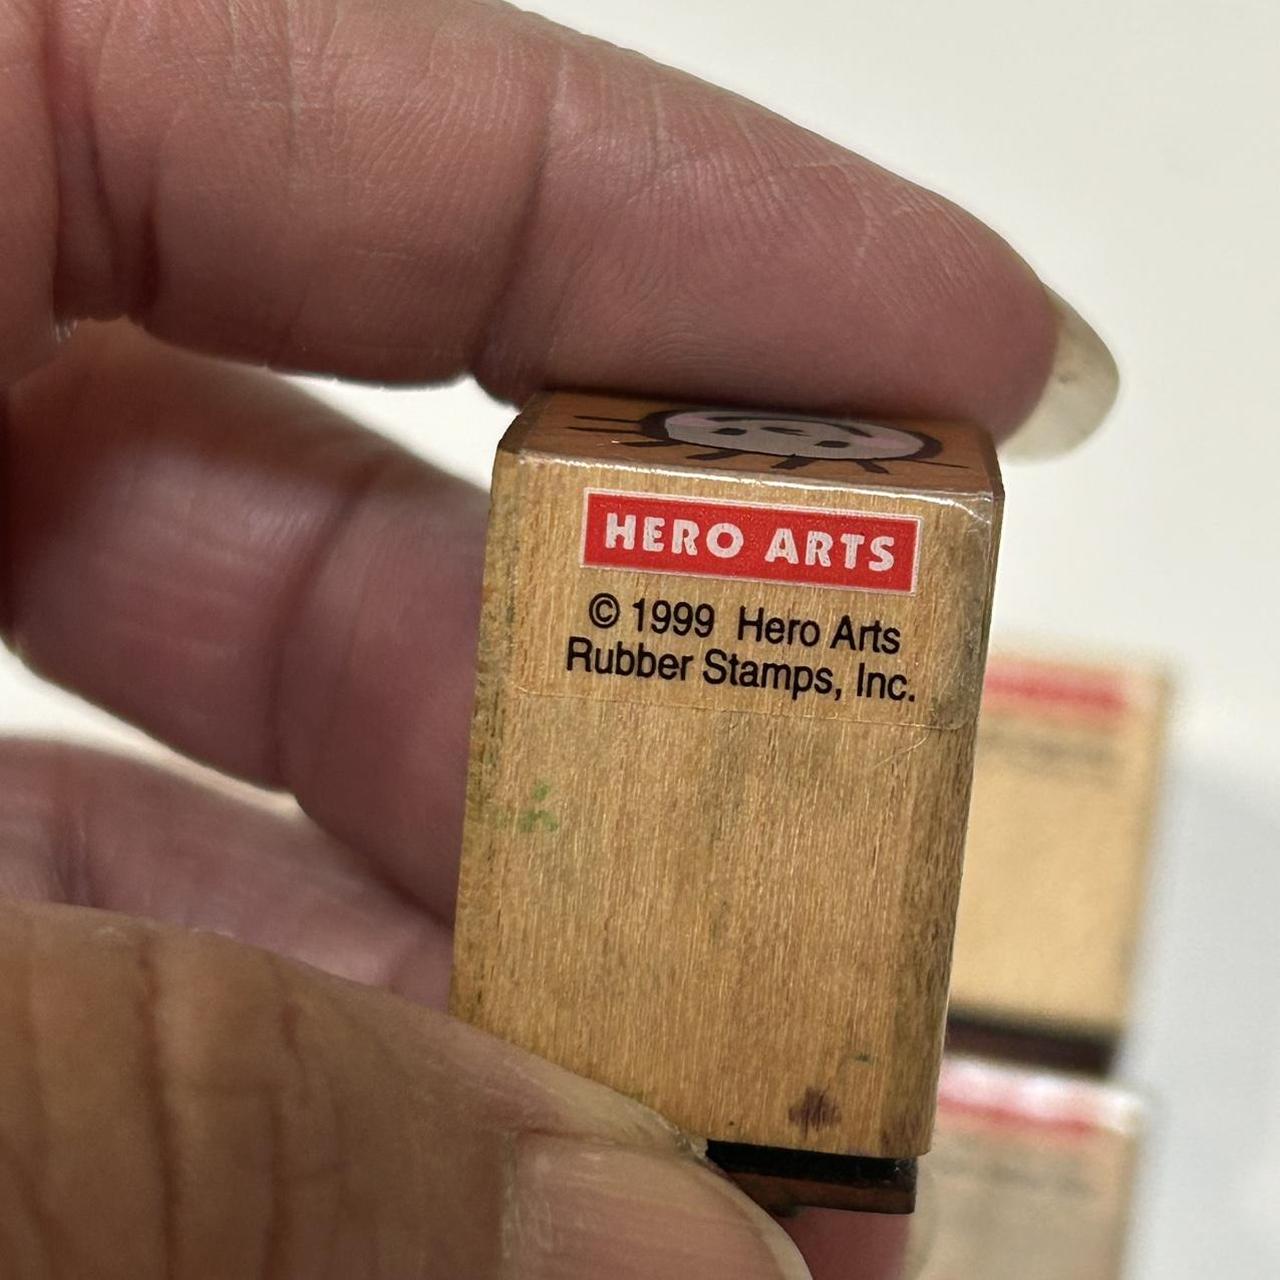 HERO ARTS
© 1999 Hero Arts
Rubber Stamps, Inc.